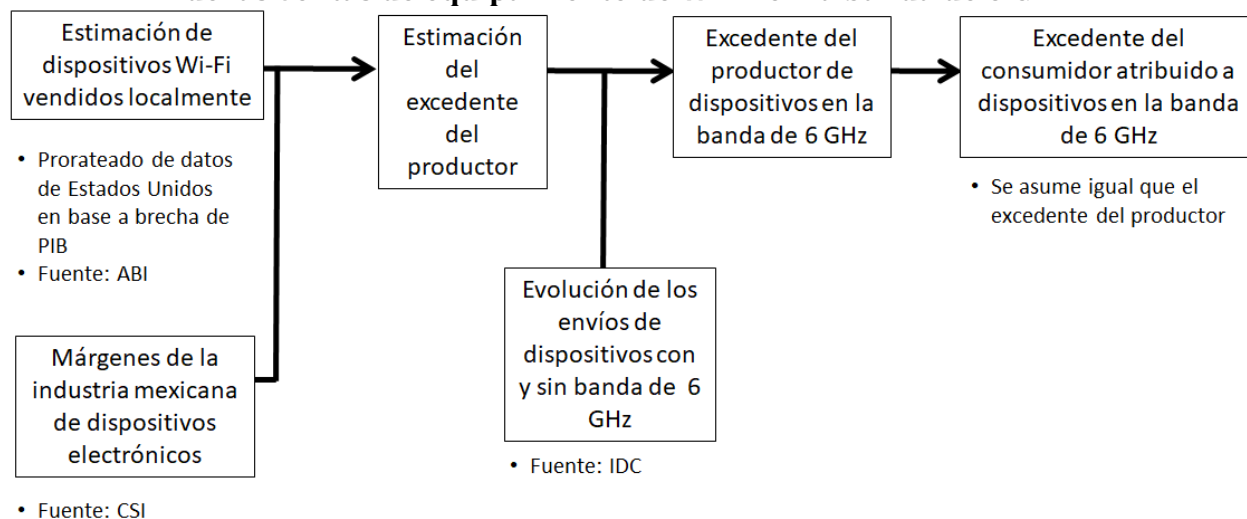 Estimación de
dispositivos Wi-Fi
vendidos localmente
• Prorateado de datos
de Estados Unidos
en base a brecha de
PIB
• Fuente: ABI
Márgenes de la
industria mexicana
de dispositivos
electrónicos
• Fuente: CSI
Estimación
del
excedente
del
productor
Evolución de los
envíos de
dispositivos con
y sin banda de 6
GHz
• Fuente: IDC
Excedente del
productor de
dispositivos en la
banda de 6 GHz
Excedente del
consumidor atribuido a
dispositivos en la banda
de 6 GHz
• Se asume igual que el
excedente del productor